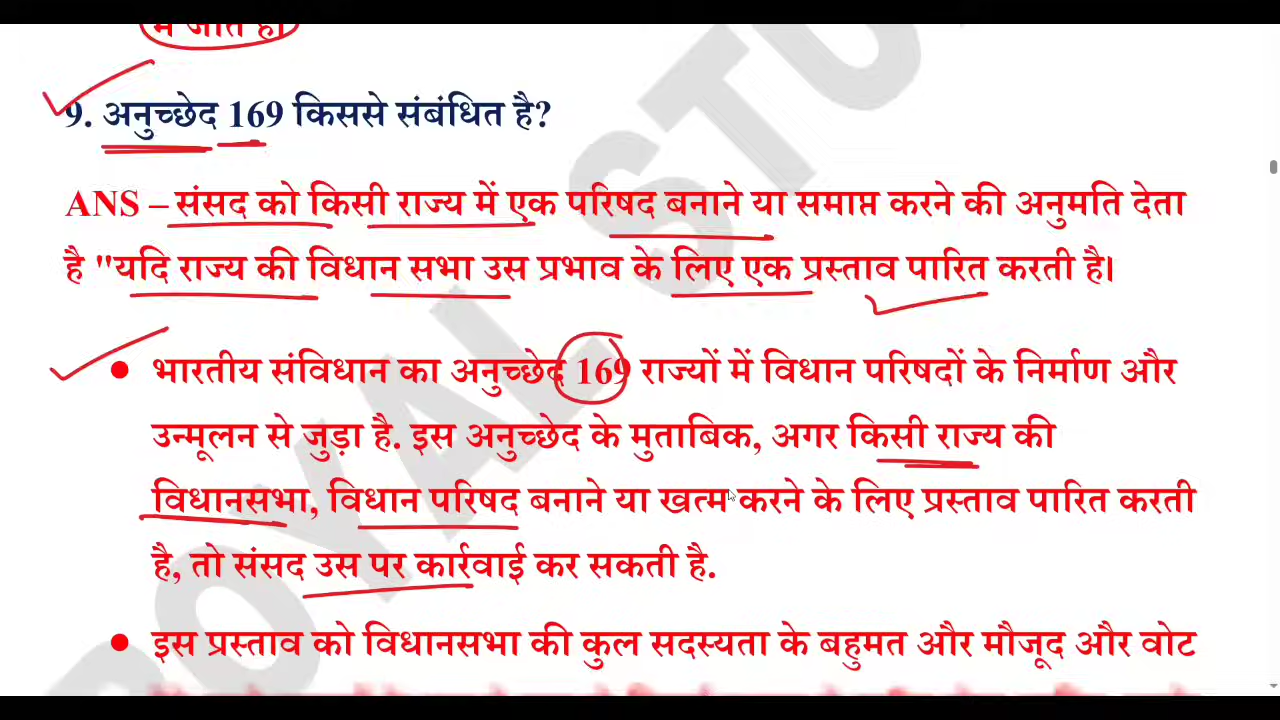 में जाते है।
9. अनुच्छेद 169 किससे संबंधित है?
ANS – संसद को किसी राज्य में एक परिषद बनाने या समाप्त करने की अनुमति देता
है "यदि राज्य की विधान सभा उस प्रभाव के लिए एक प्रस्ताव पारित करती है।
• भारतीय संविधान का अनुच्छेद 169 राज्यों में विधान परिषदों के निर्माण और
उन्मूलन से जुड़ा है. इस अनुच्छेद के मुताबिक, अगर किसी राज्य की
विधानसभा, विधान परिषद बनाने या खत्म करने के लिए प्रस्ताव पारित करती
है, तो संसद उस पर कार्रवाई कर सकती है.
• इस प्रस्ताव को विधानसभा की कुल सदस्यता के बहुमत और मौजूद और वोट
ROYAL STU